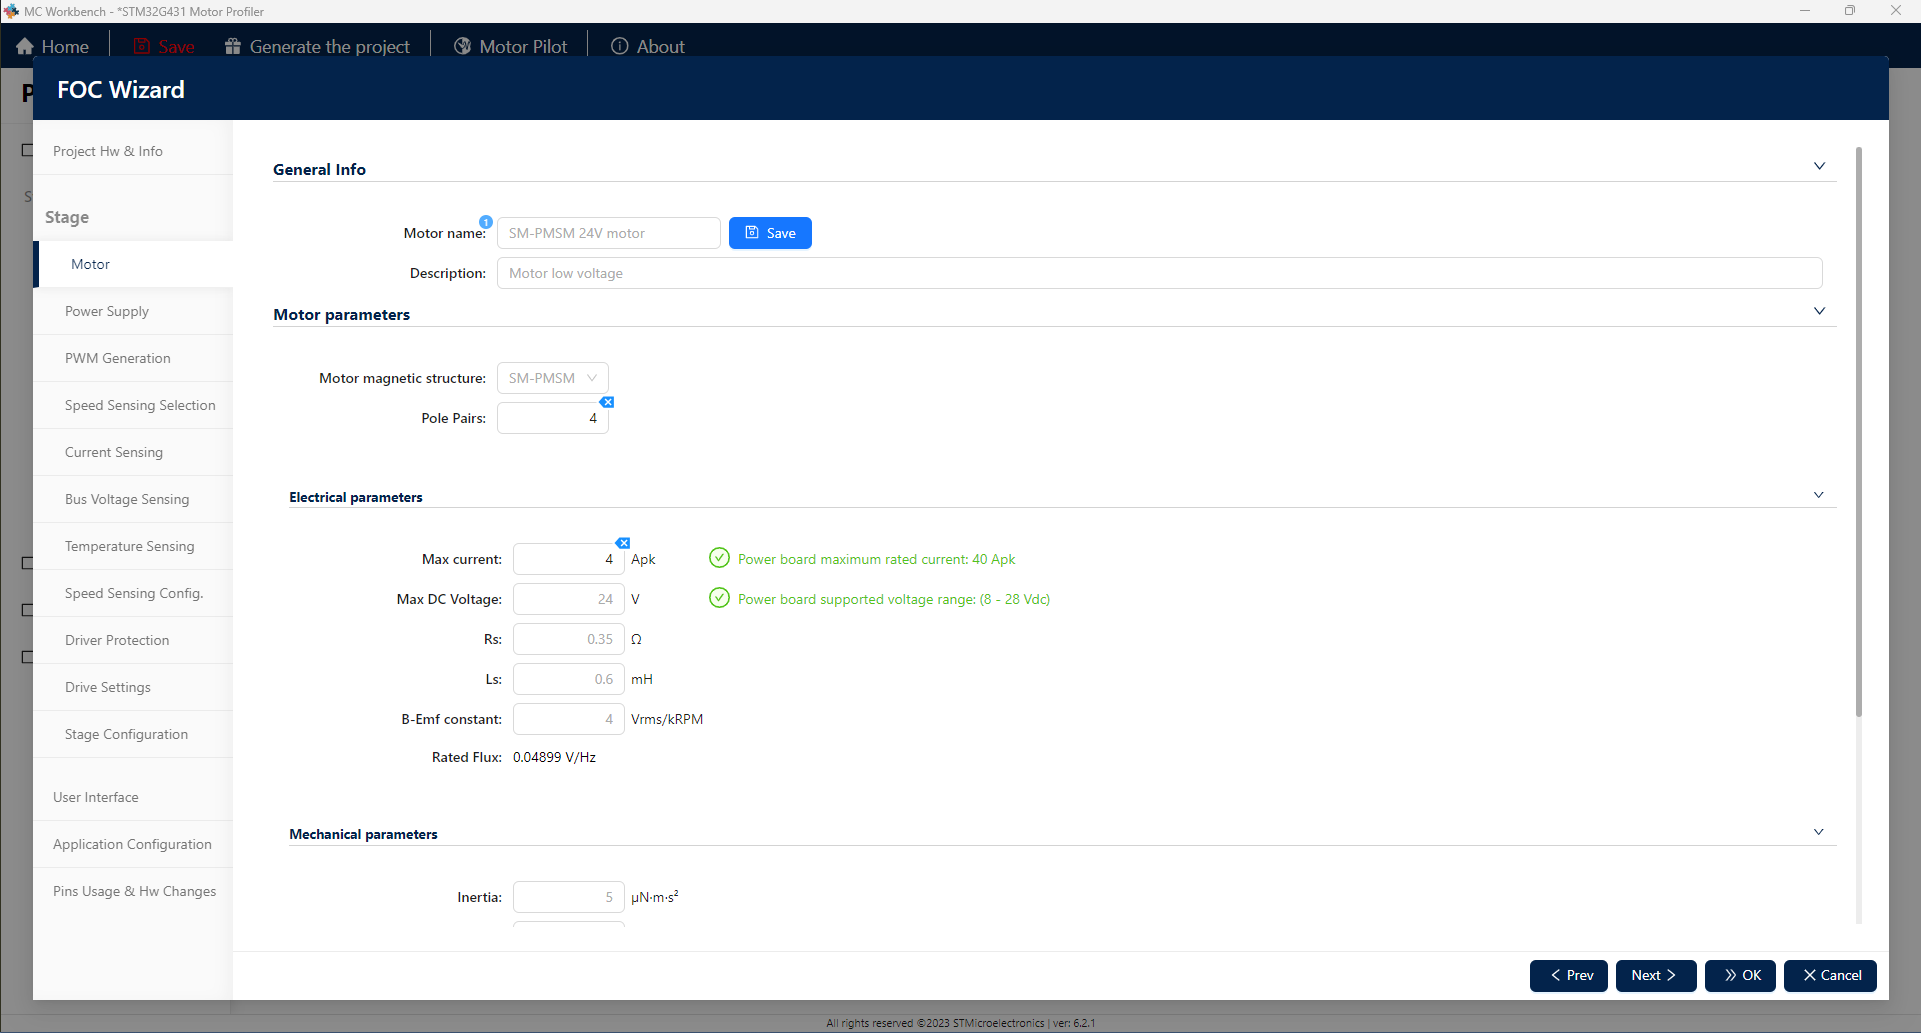 MC Workbench - *STM32G431 Motor Profiler
Home
Save
Generate the project
Motor Pilot
About
FOC Wizard
Project Hw & Info
Stage
Motor
Power Supply
PWM Generation
Speed Sensing Selection
Current Sensing
Bus Voltage Sensing
Temperature Sensing
Speed Sensing Config.
Driver Protection
Drive Settings
Stage Configuration
User Interface
Application Configuration
Pins Usage & Hw Changes
General Info
Motor name: 1 SM-PMSM 24V motor Save
Description: Motor low voltage
Motor parameters
Motor magnetic structure: SM-PMSM
Pole Pairs: 4
Electrical parameters
Max current: 4 Apk Power board maximum rated current: 40 Apk
Max DC Voltage: 24 V Power board supported voltage range: (8 - 28 Vdc)
Rs: 0.35 Ω
Ls: 0.6 mH
B-Emf constant: 4 Vrms/kRPM
Rated Flux: 0.04899 V/Hz
Mechanical parameters
Inertia: 5 µN·m·s²
Prev
Next
OK
Cancel
All rights reserved ©2023 STMicroelectronics | ver: 6.2.1